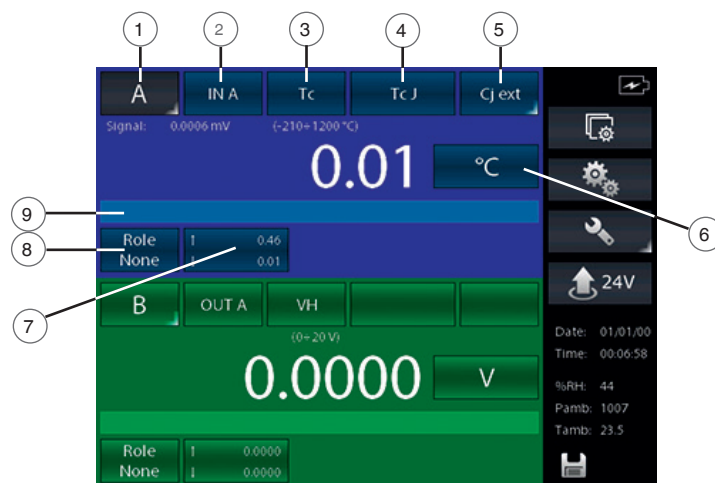 1 2 3 4 5
A IN A Tc Tc J Cj ext
Signal: 0.0006 mV (-210÷1200 °C)
0.01 °C
9
6
8
Role None
↑ 0.46
↓ 0.01
7
B OUT A VH
(0÷20 V)
0.0000 V
Role None
↑ 0.0000
↓ 0.0000
24V
Date: 01/01/00
Time: 00:06:58
%RH: 44
Pamb: 1007
Tamb: 23.5